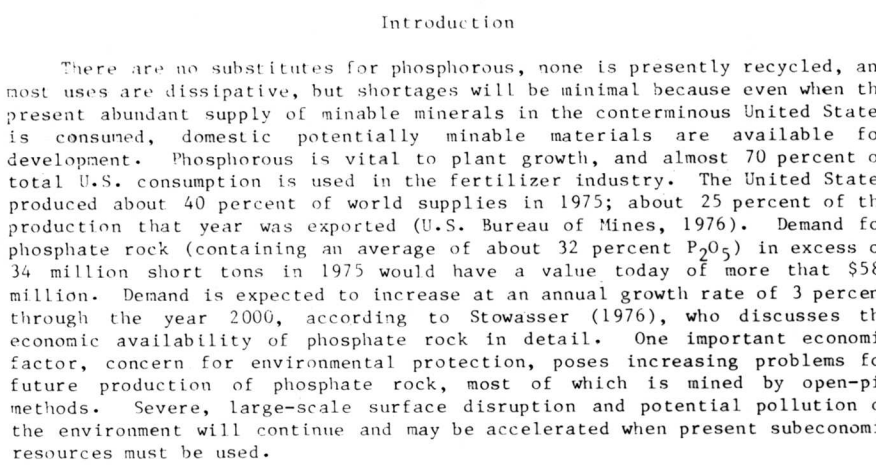 Introduction
There are no substitutes for phosphorous, none is presently recycled, an
most uses are dissipative, but shortages will be minimal because even when th
present abundant supply of minable minerals in the conterminous United State
is consumed, domestic potentially minable materials are available fo
development. Phosphorous is vital to plant growth, and almost 70 percent o
total U.S. consumption is used in the fertilizer industry. The United State
produced about 40 percent of world supplies in 1975; about 25 percent of th
production that year was exported (U.S. Bureau of Mines, 1976). Demand fo
phosphate rock (containing an average of about 32 percent P₂O₅) in excess o
34 million short tons in 1975 would have a value today of more that $58
million. Demand is expected to increase at an annual growth rate of 3 percen
through the year 2000, according to Stowasser (1976), who discusses th
economic availability of phosphate rock in detail. One important economi
factor, concern for environmental protection, poses increasing problems fo
future production of phosphate rock, most of which is mined by open-pi
methods. Severe, large-scale surface disruption and potential pollution o
the environment will continue and may be accelerated when present subeconomi
resources must be used.